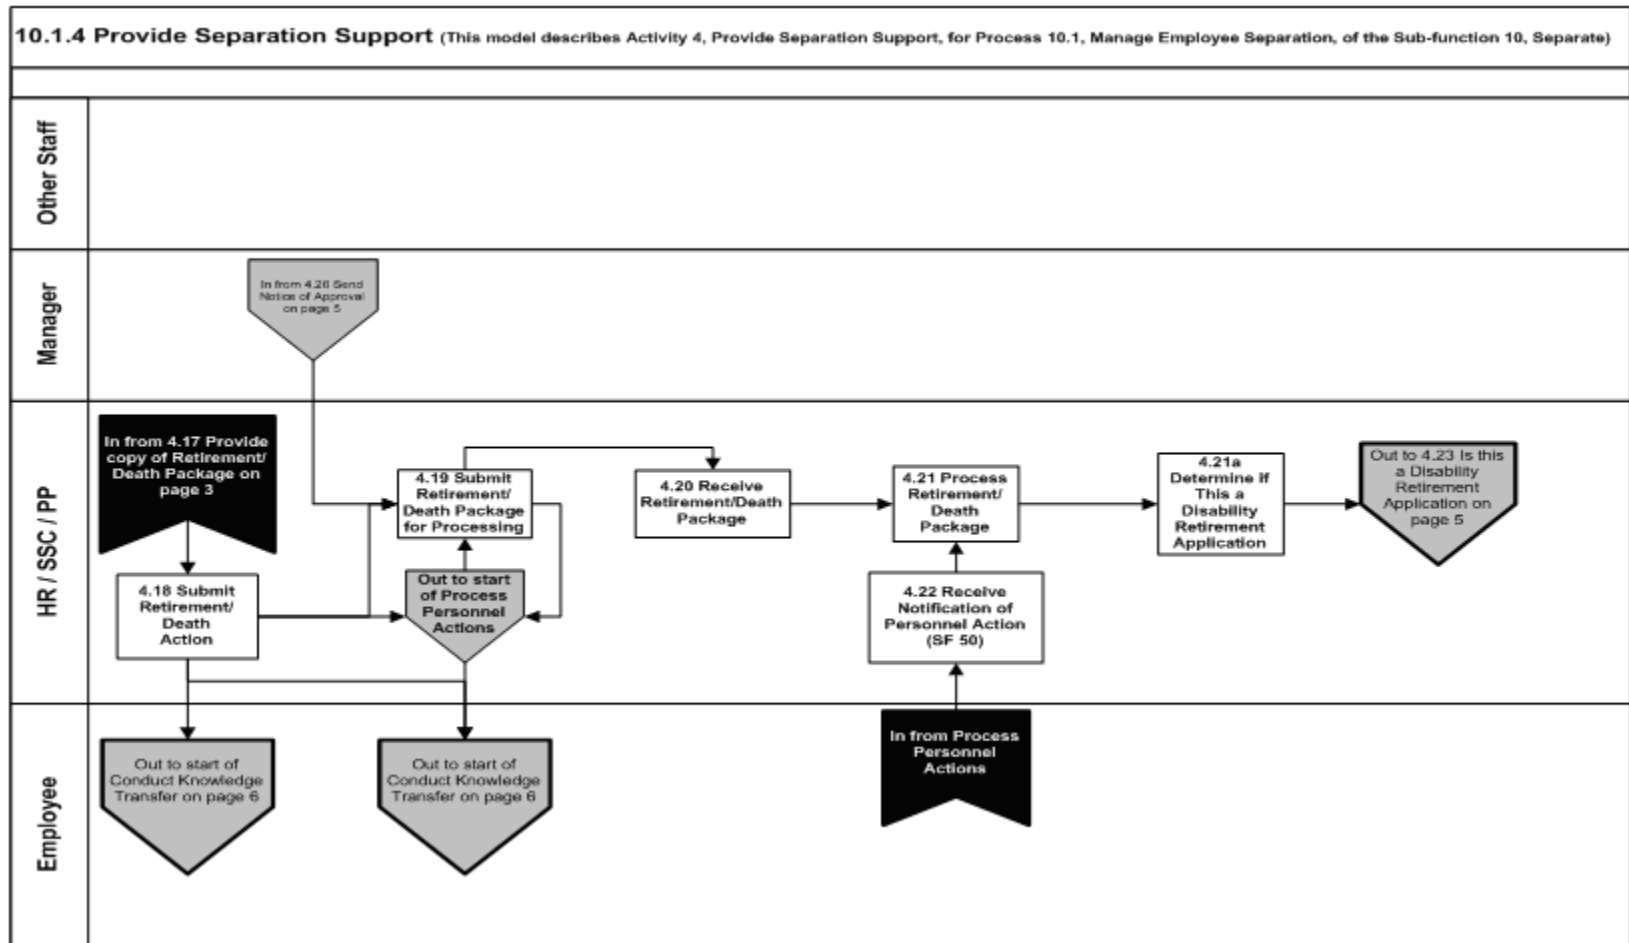 10.1.4 Provide Separation Support (This model describes Activity 4, Provide Separation Support, for Process 10.1, Manage Employee Separation, of the Sub-function 10, Separate)
Other Staff
Manager
In from 4.26 Send
Notice of Approval
on page 5
HR / SSC / PP
In from 4.17 Provide
copy of Retirement/
Death Package on
page 3
4.18 Submit
Retirement/
Death
Action
4.19 Submit
Retirement/
Death Package
for Processing
Out to start
of Process
Personnel
Actions
4.20 Receive
Retirement/Death
Package
4.21 Process
Retirement/
Death
Package
4.22 Receive
Notification of
Personnel Action
(SF 50)
4.21a
Determine if
This a
Disability
Retirement
Application
Out to 4.23 Is this
a Disability
Retirement
Application on
page 5
Employee
Out to start of
Conduct Knowledge
Transfer on page 6
Out to start of
Conduct Knowledge
Transfer on page 6
In from Process
Personnel
Actions